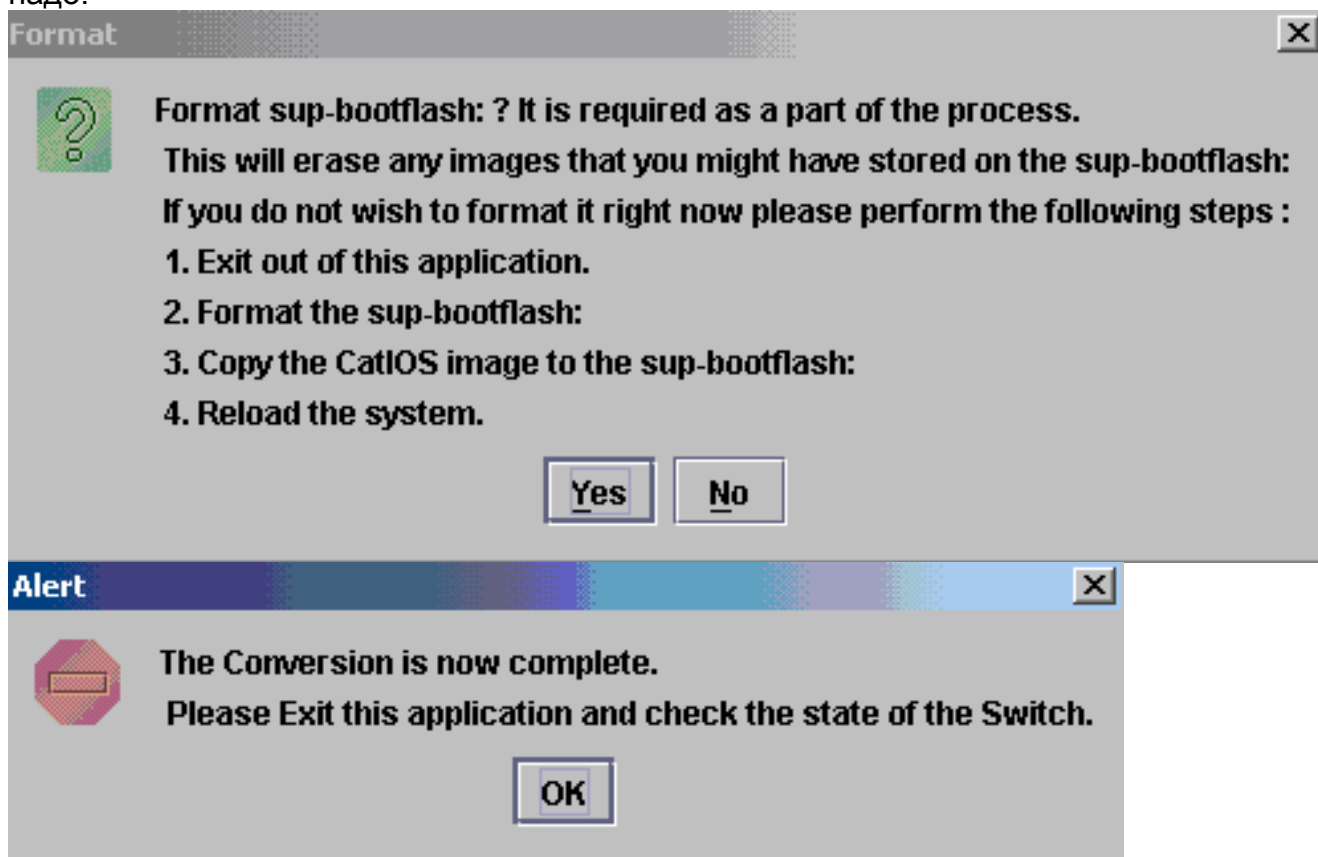 надо.
Format
Format sup-bootflash: ? It is required as a part of the process.
This will erase any images that you might have stored on the sup-bootflash:
If you do not wish to format it right now please perform the following steps :
1. Exit out of this application.
2. Format the sup-bootflash:
3. Copy the CatIOS image to the sup-bootflash:
4. Reload the system.
Yes No
Alert
The Conversion is now complete.
Please Exit this application and check the state of the Switch.
OK